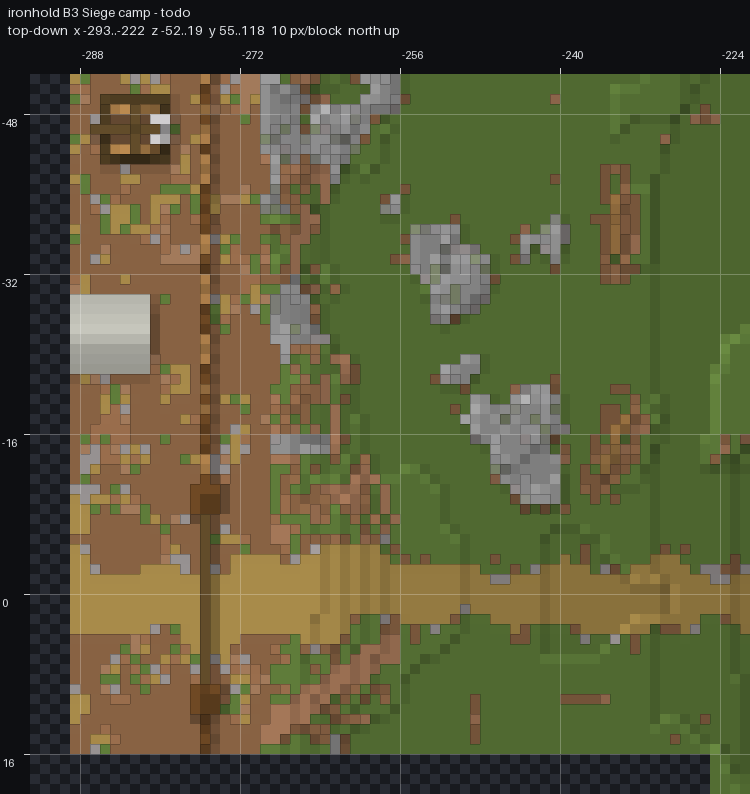 ironhold B3 Siege camp - todo
top-down x -293..-222 z -52..19 y 55..118 10 px/block north up
-288 -272 -256 -240 -224
-48
-32
-16
0
16